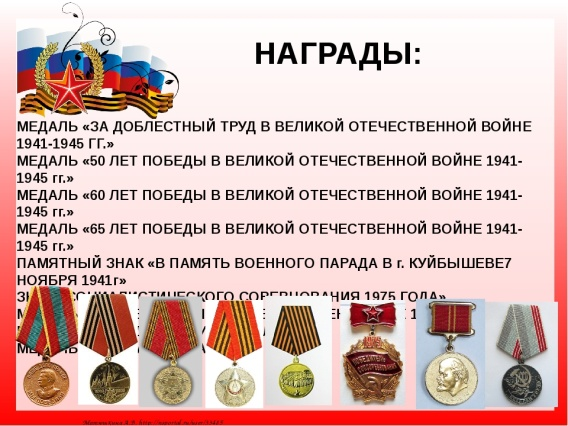 НАГРАДЫ:
МЕДАЛЬ «ЗА ДОБЛЕСТНЫЙ ТРУД В ВЕЛИКОЙ ОТЕЧЕСТВЕННОЙ ВОЙНЕ
1941-1945 ГГ.»
МЕДАЛЬ «50 ЛЕТ ПОБЕДЫ В ВЕЛИКОЙ ОТЕЧЕСТВЕННОЙ ВОЙНЕ 1941-
1945 гг.»
МЕДАЛЬ «60 ЛЕТ ПОБЕДЫ В ВЕЛИКОЙ ОТЕЧЕСТВЕННОЙ ВОЙНЕ 1941-
1945 гг.»
МЕДАЛЬ «65 ЛЕТ ПОБЕДЫ В ВЕЛИКОЙ ОТЕЧЕСТВЕННОЙ ВОЙНЕ 1941-
1945 гг.»
ПАМЯТНЫЙ ЗНАК «В ПАМЯТЬ ВОЕННОГО ПАРАДА В г. КУЙБЫШЕВЕ7
НОЯБРЯ 1941г»
СОЦИАЛИСТИЧЕСКОГО СОРЕВНОВАНИЯ 1975 ГОДА»
МЕДАЛЬ